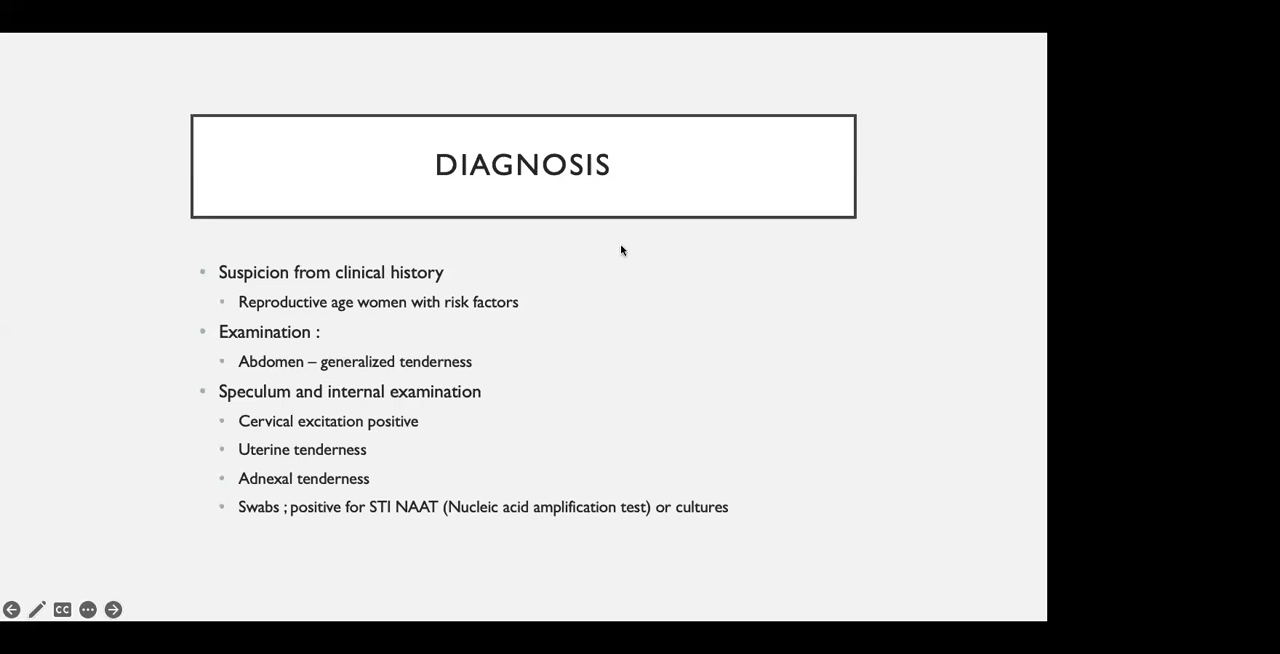 DIAGNOSIS
Suspicion from clinical history
Reproductive age women with risk factors
Examination :
Abdomen – generalized tenderness
Speculum and internal examination
Cervical excitation positive
Uterine tenderness
Adnexal tenderness
Swabs ; positive for STI NAAT (Nucleic acid amplification test) or cultures
CC